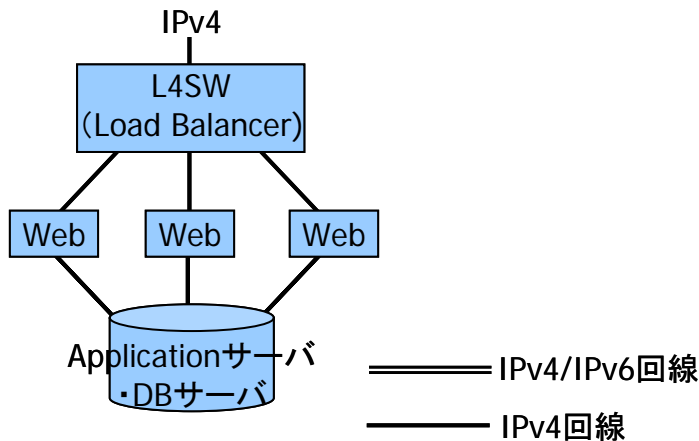 IPv4
L4SW
(Load Balancer)
Web
Web
Web
Applicationサーバ
・DBサーバ
IPv4/IPv6回線
IPv4回線